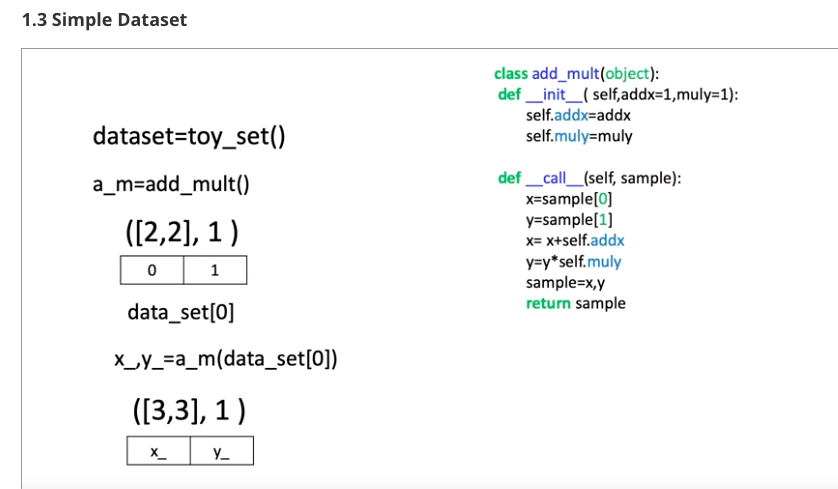 1.3 Simple Dataset
dataset=toy_set()
a_m=add_mult()
([2,2], 1 )
0 1
data_set[0]
x_,y_=a_m(data_set[0])
([3,3], 1 )
x_ y_
class add_mult(object):
def __init__( self,addx=1,muly=1):
self.addx=addx
self.muly=muly
def __call__(self, sample):
x=sample[0]
y=sample[1]
x= x+self.addx
y=y*self.muly
sample=x,y
return sample